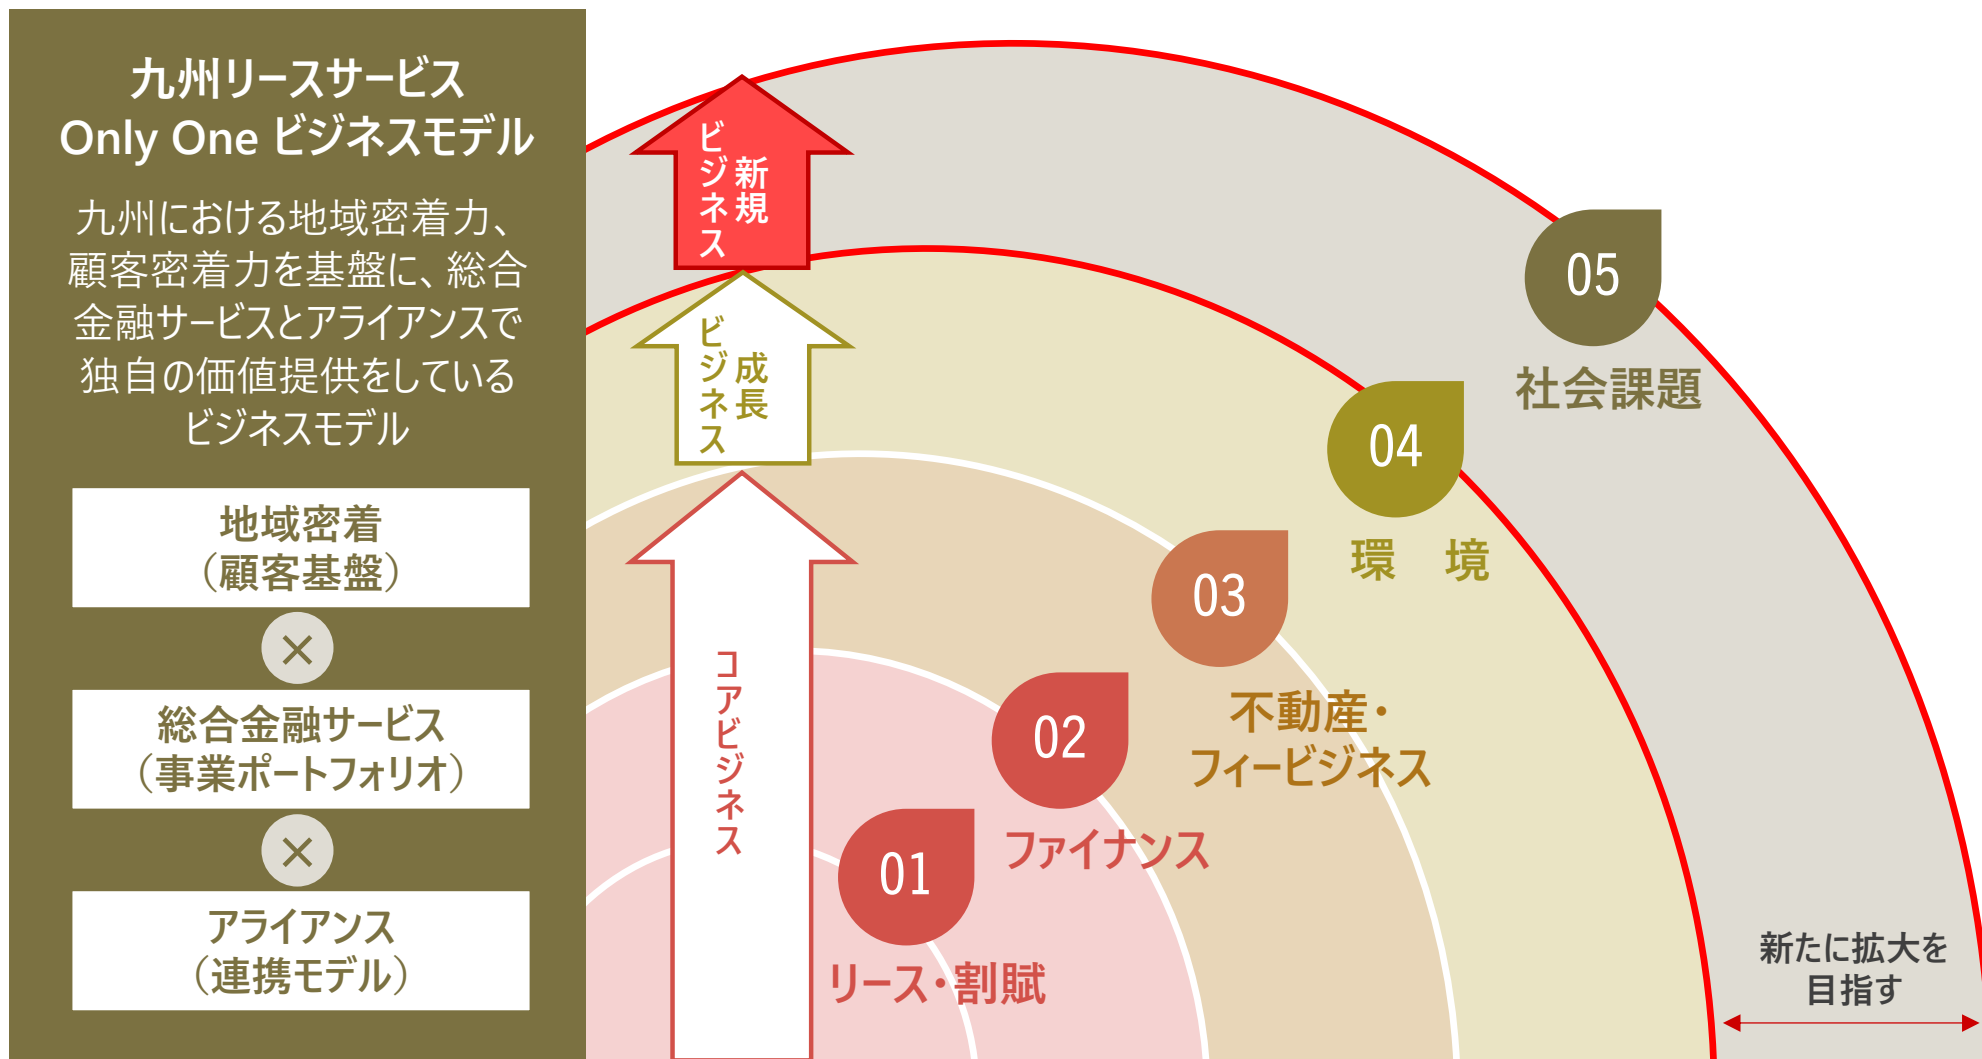 九州リースサービス
Only One ビジネスモデル
九州における地域密着力、
顧客密着力を基盤に、総合
金融サービスとアライアンスで
独自の価値提供をしている
ビジネスモデル
地域密着
（顧客基盤）
×
総合金融サービス
（事業ポートフォリオ）
×
アライアンス
（連携モデル）
新規
ビジネス
成長
ビジネス
コアビジネス
05
社会課題
04
環　境
03
不動産・
フィービジネス
02
ファイナンス
01
リース・割賦
新たに拡大を
目指す